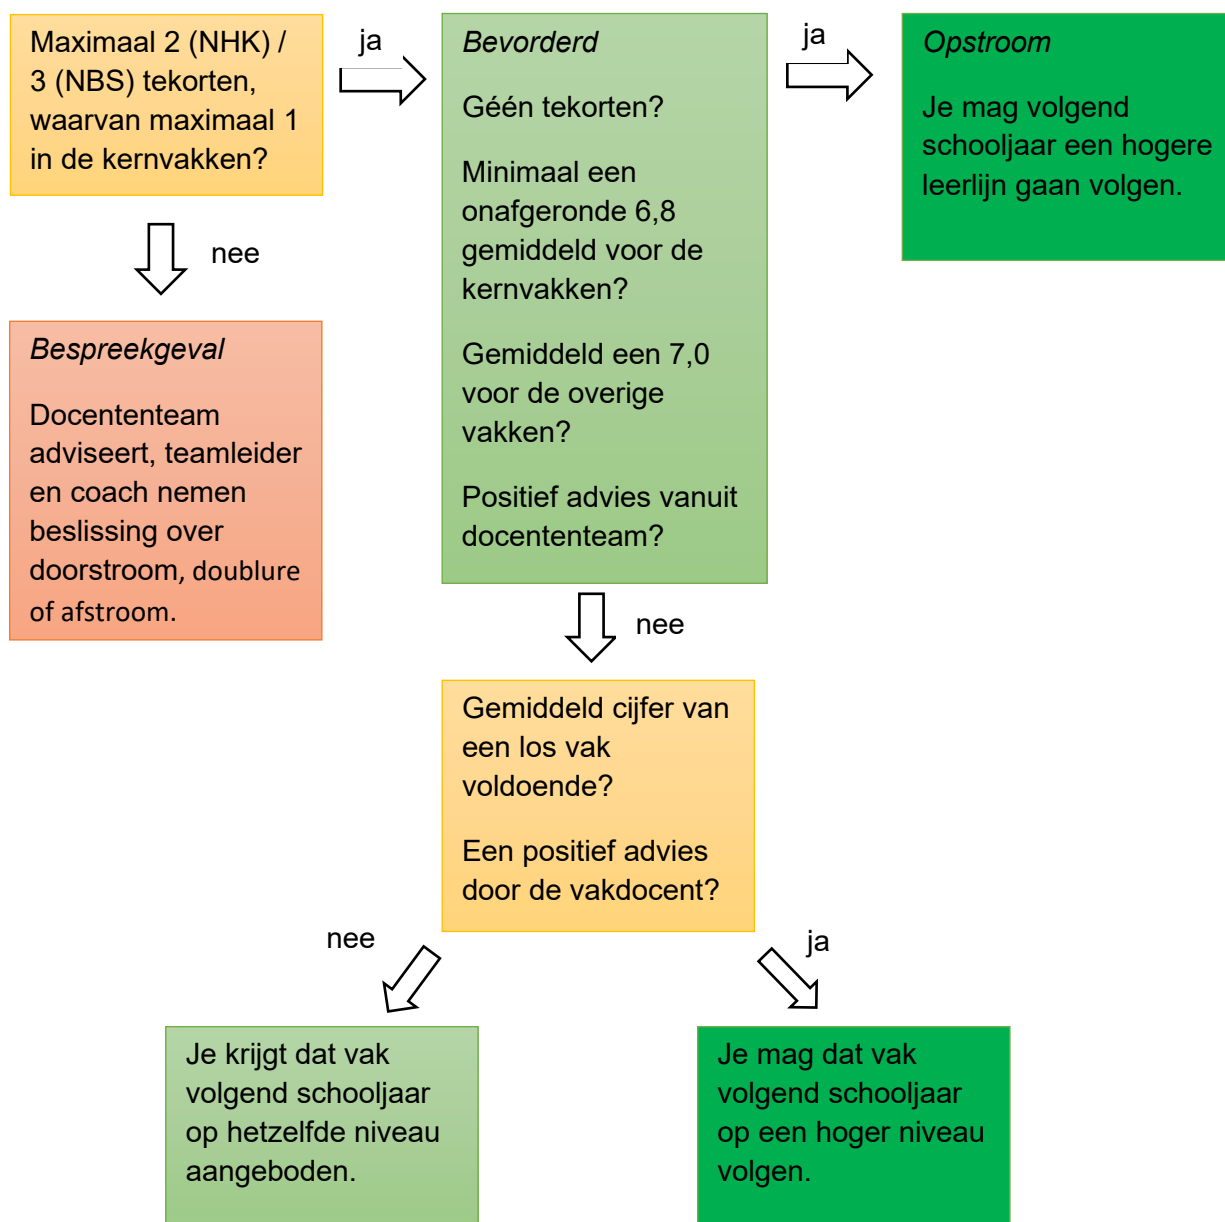 Maximaal 2 (NHK) /
3 (NBS) tekorten,
waarvan maximaal 1
in de kernvakken?
ja
Bevorderd
Géén tekorten?
Minimaal een
onafgeronde 6,8
gemiddeld voor de
kernvakken?
Gemiddeld een 7,0
voor de overige
vakken?
Positief advies vanuit
docententeam?
ja
Opstroom
Je mag volgend
schooljaar een hogere
leerlijn gaan volgen.
nee
Bespreekgeval
Docententeam
adviseert, teamleider
en coach nemen
beslissing over
doorstroom, doublure
of afstroom.
nee
Gemiddeld cijfer van
een los vak
voldoende?
Een positief advies
door de vakdocent?
nee
ja
Je krijgt dat vak
volgend schooljaar
op hetzelfde niveau
aangeboden.
Je mag dat vak
volgend schooljaar
op een hoger niveau
volgen.